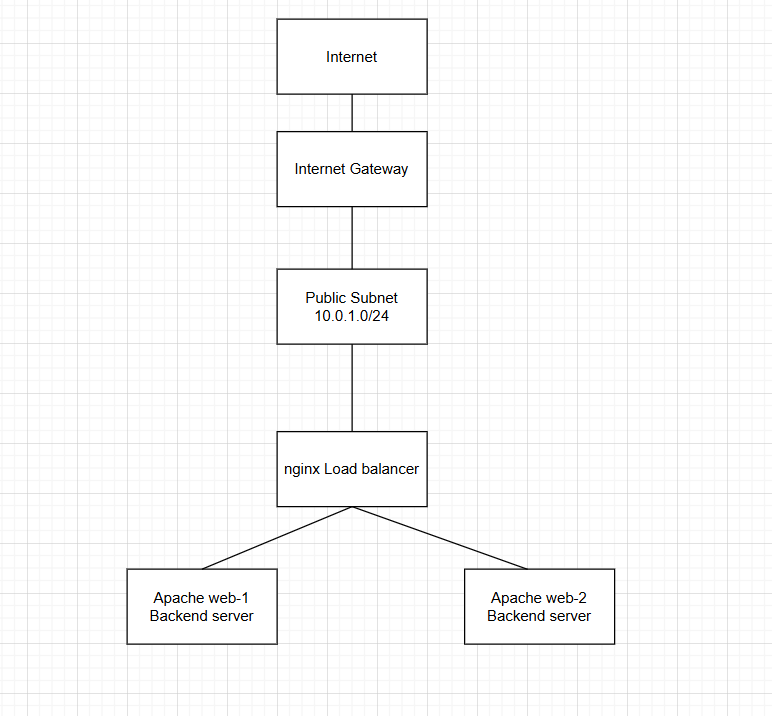 Internet
Internet Gateway
Public Subnet
10.0.1.0/24
nginx Load balancer
Apache web-1
Backend server
Apache web-2
Backend server